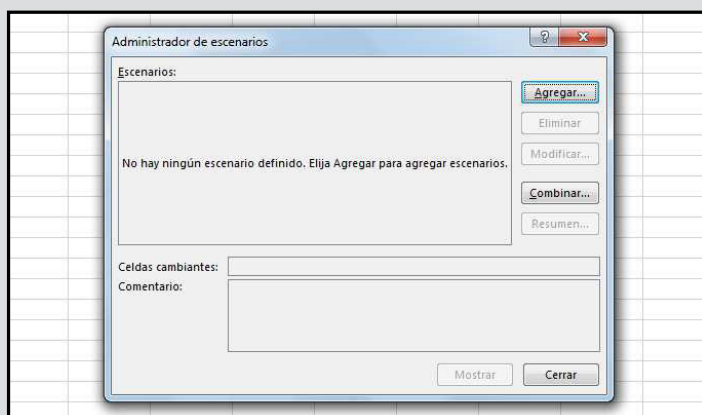 Administrador de escenarios
?
Escenarios:
No hay ningún escenario definido. Elija Agregar para agregar escenarios.
Agregar...
Eliminar
Modificar...
Combinar...
Resumen...
Celdas cambiantes:
Comentario:
Mostrar
Cerrar